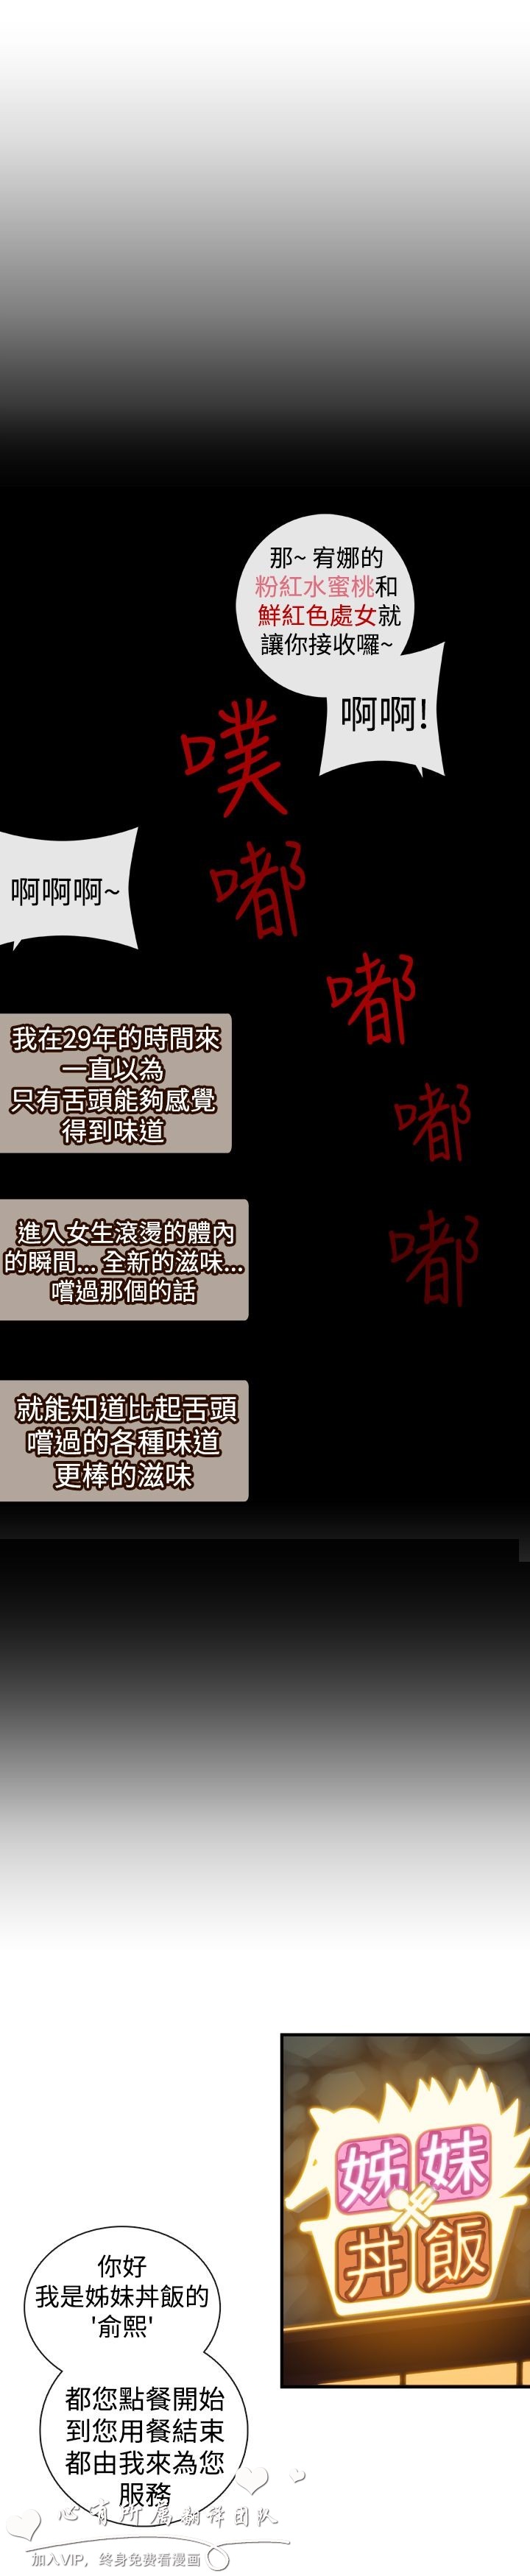 那~ 宥娜的
粉紅水蜜桃和
鮮紅色處女就
讓你接收囉~
啊啊!
噗
嘟
啊啊啊~
嘟
我在29年的時間來
一直以為
只有舌頭能夠感覺
得到味道
嘟
進入女生滾邊的體內
的瞬間... 全新的滋味...
嚐過那個的話
嘟
就能知道比起舌頭
嚐過的各種味道
更棒的滋味
姊妹
丼飯
你好
我是姊妹丼飯的
'俞熙'
都您點餐開始
到您用餐結束
都由我來為您
服務
心有所属翻译团队
加入VIP，终身免费看漫画